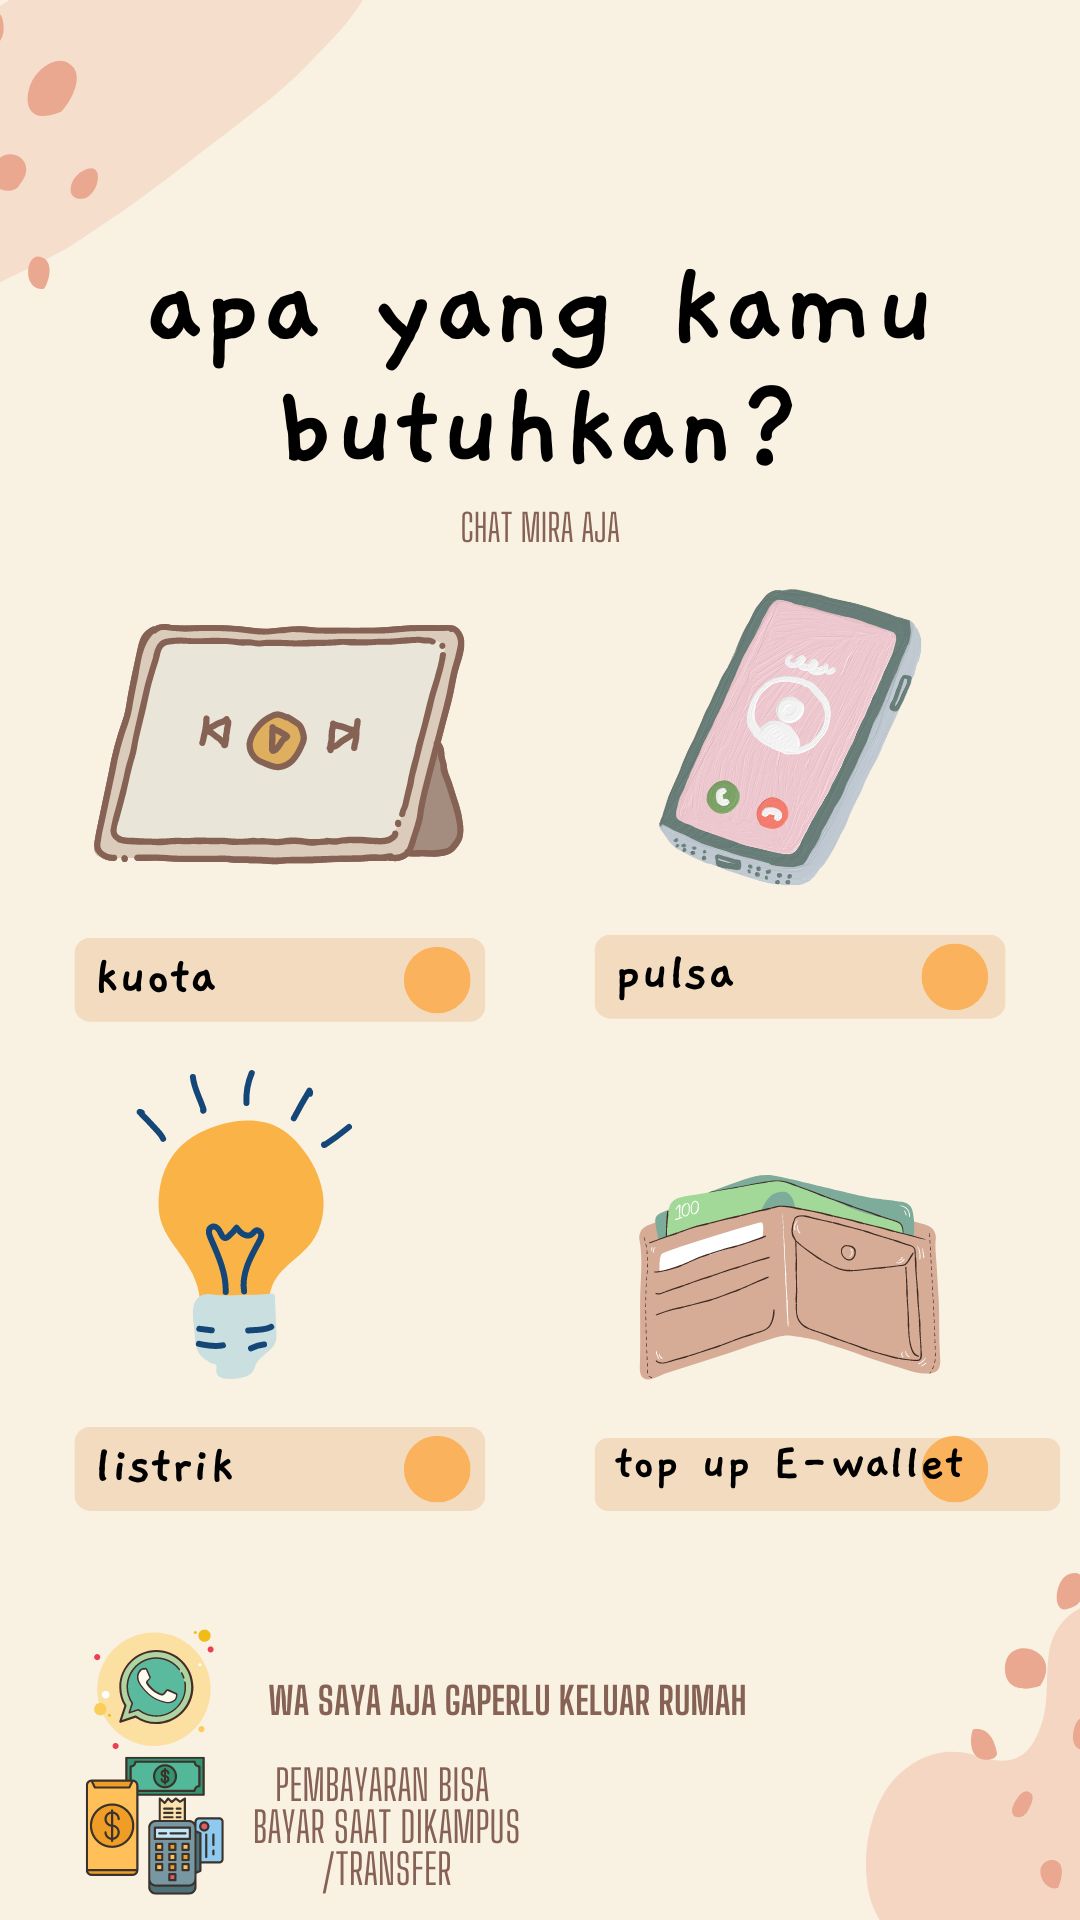 apa yang kamu
butuhkan?
CHAT MIRA AJA
kuota
pulsa
100
listrik
top up E-wallet
WA SAYA AJA GAPERLU KELUAR RUMAH
PEMBAYARAN BISA
BAYAR SAAT DIKAMPUS
/TRANSFER